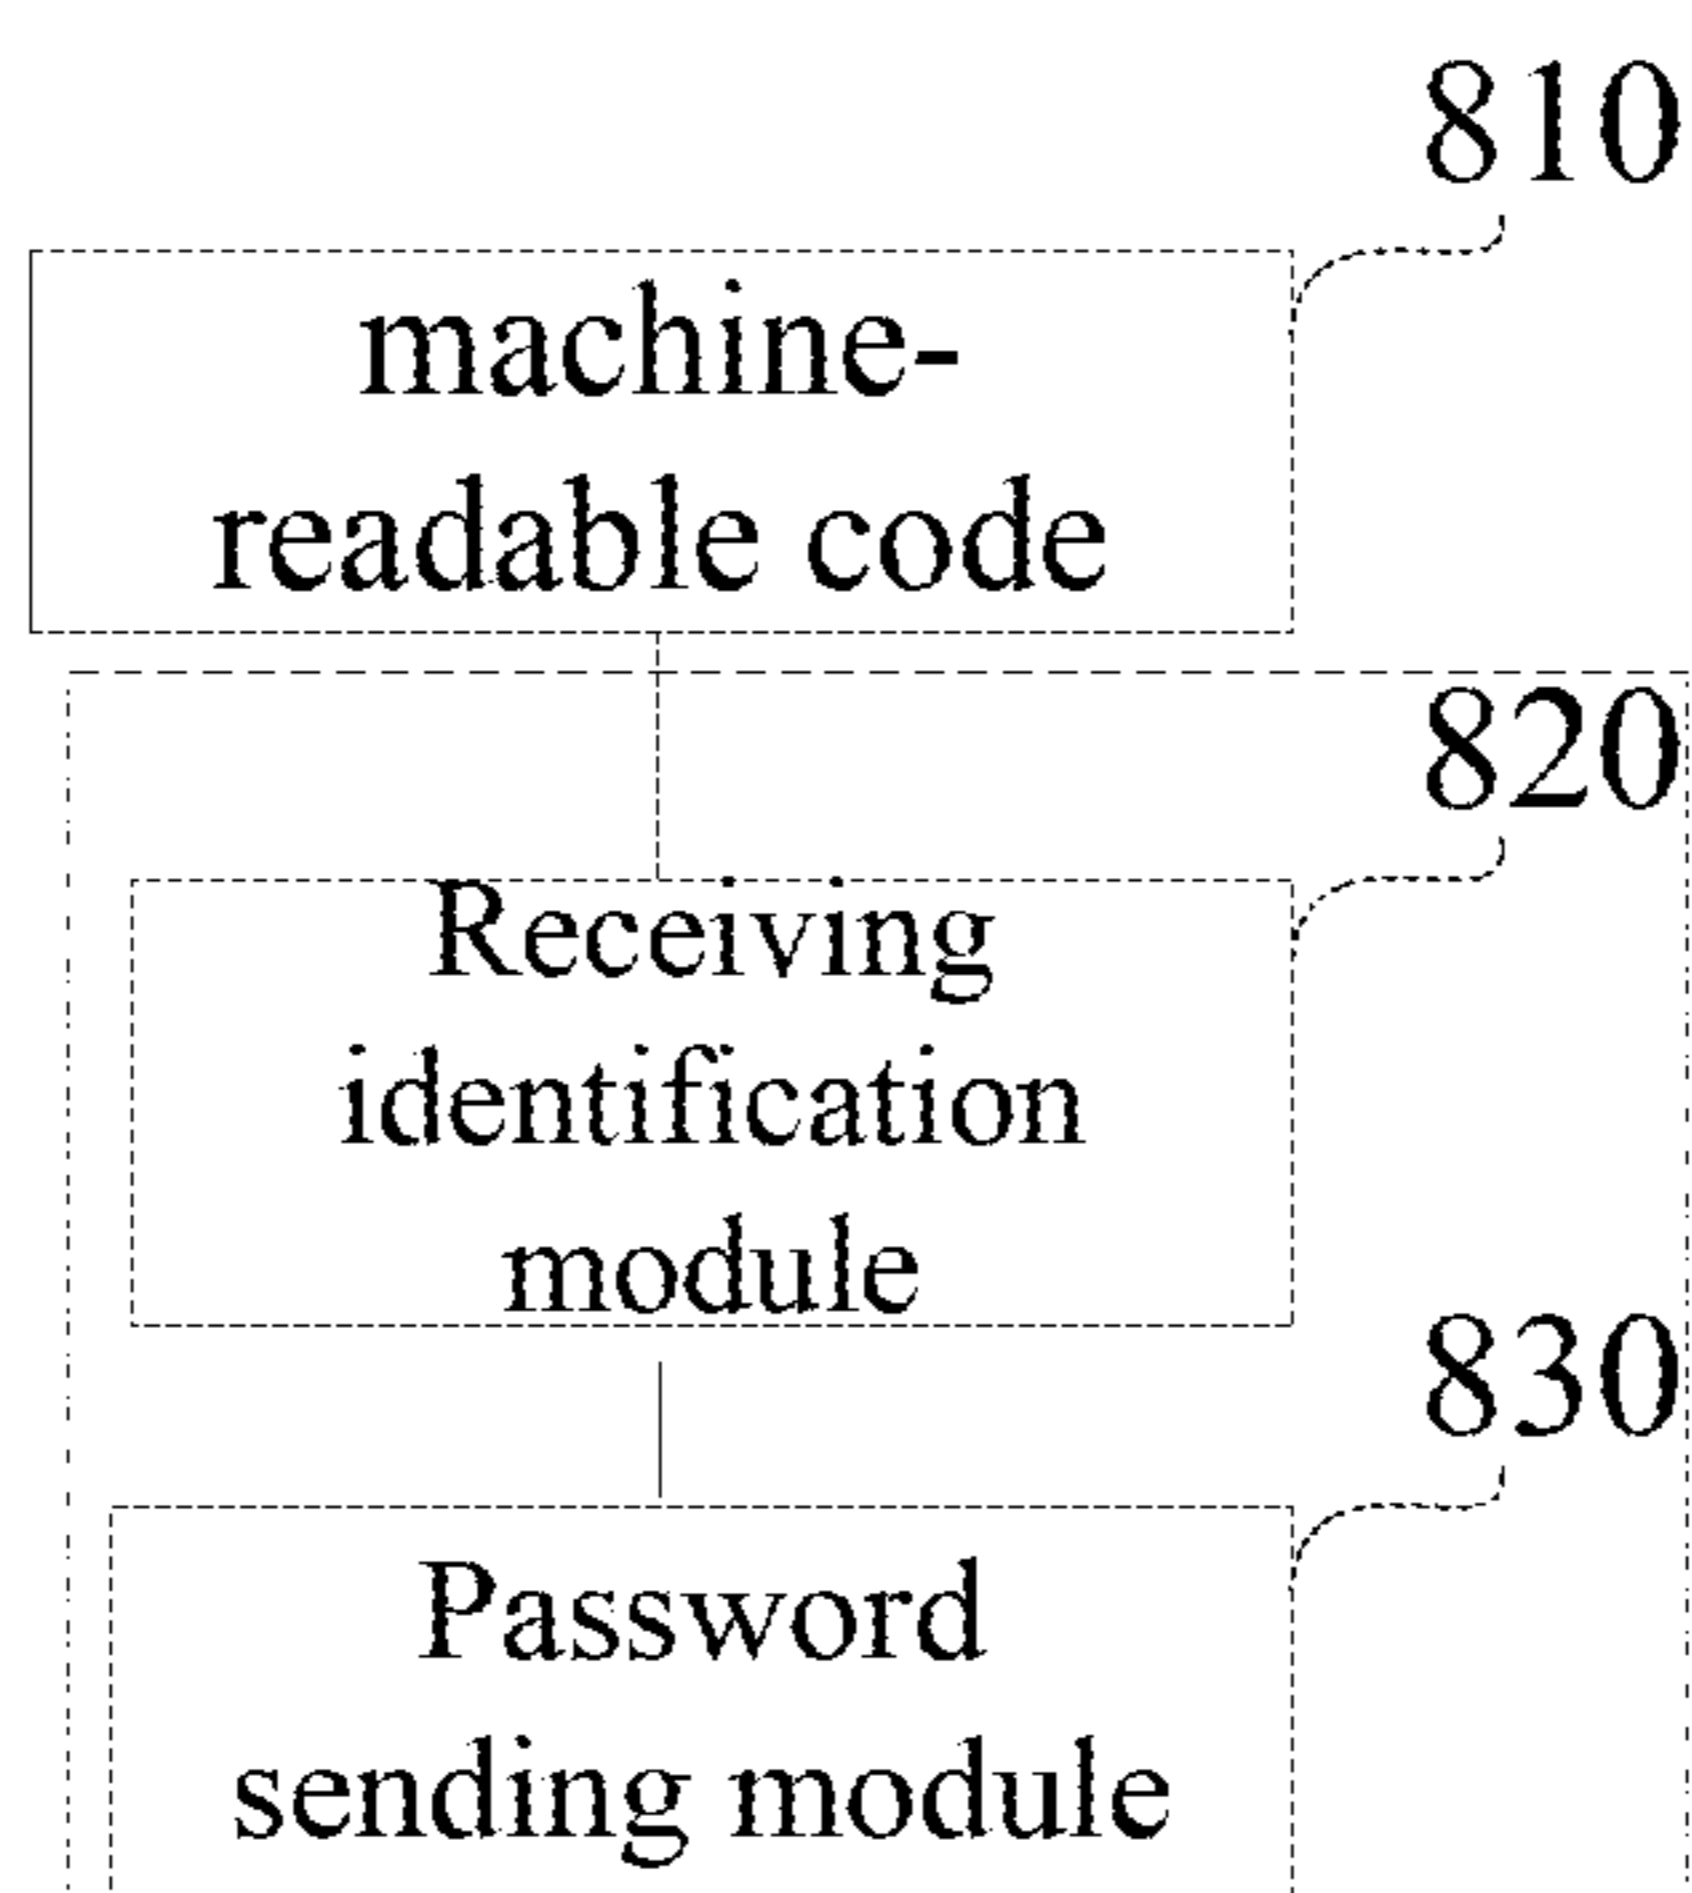 810
machine-
readable code
820
Receiving
identification
module
830
Password
sending module